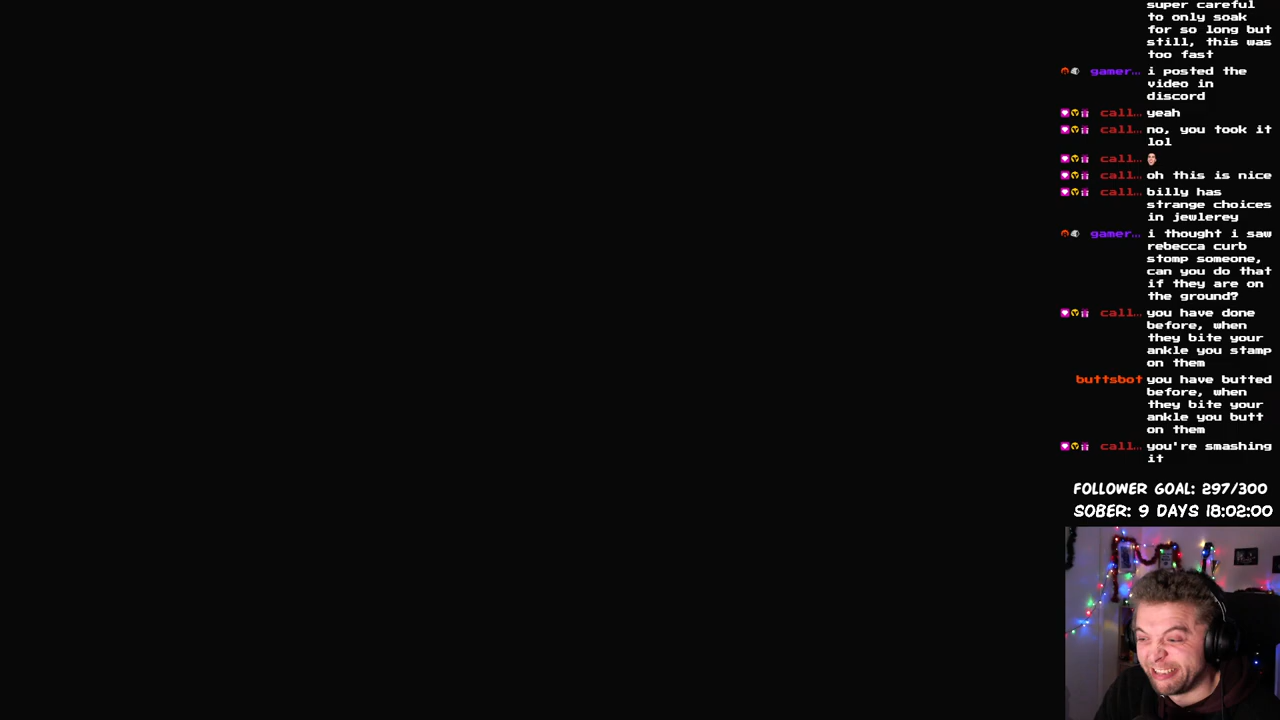 super careful
to only soak
for so long but
still, this was
too fast
gamer… i posted the
video in
discord
call… yeah
call… no, you took it
lol
call…
call… oh this is nice
call… billy has
strange choices
in jewlerey
gamer… i thought i saw
rebecca curb
stomp someone,
can you do that
if they are on
the ground?
call… you have done
before, when
they bite your
ankle you stamp
on them
buttsbot you have butted
before, when
they bite your
ankle you butt
on them
call… you're smashing
it
FOLLOWER GOAL: 297/300
SOBER: 9 DAYS 18:02:00